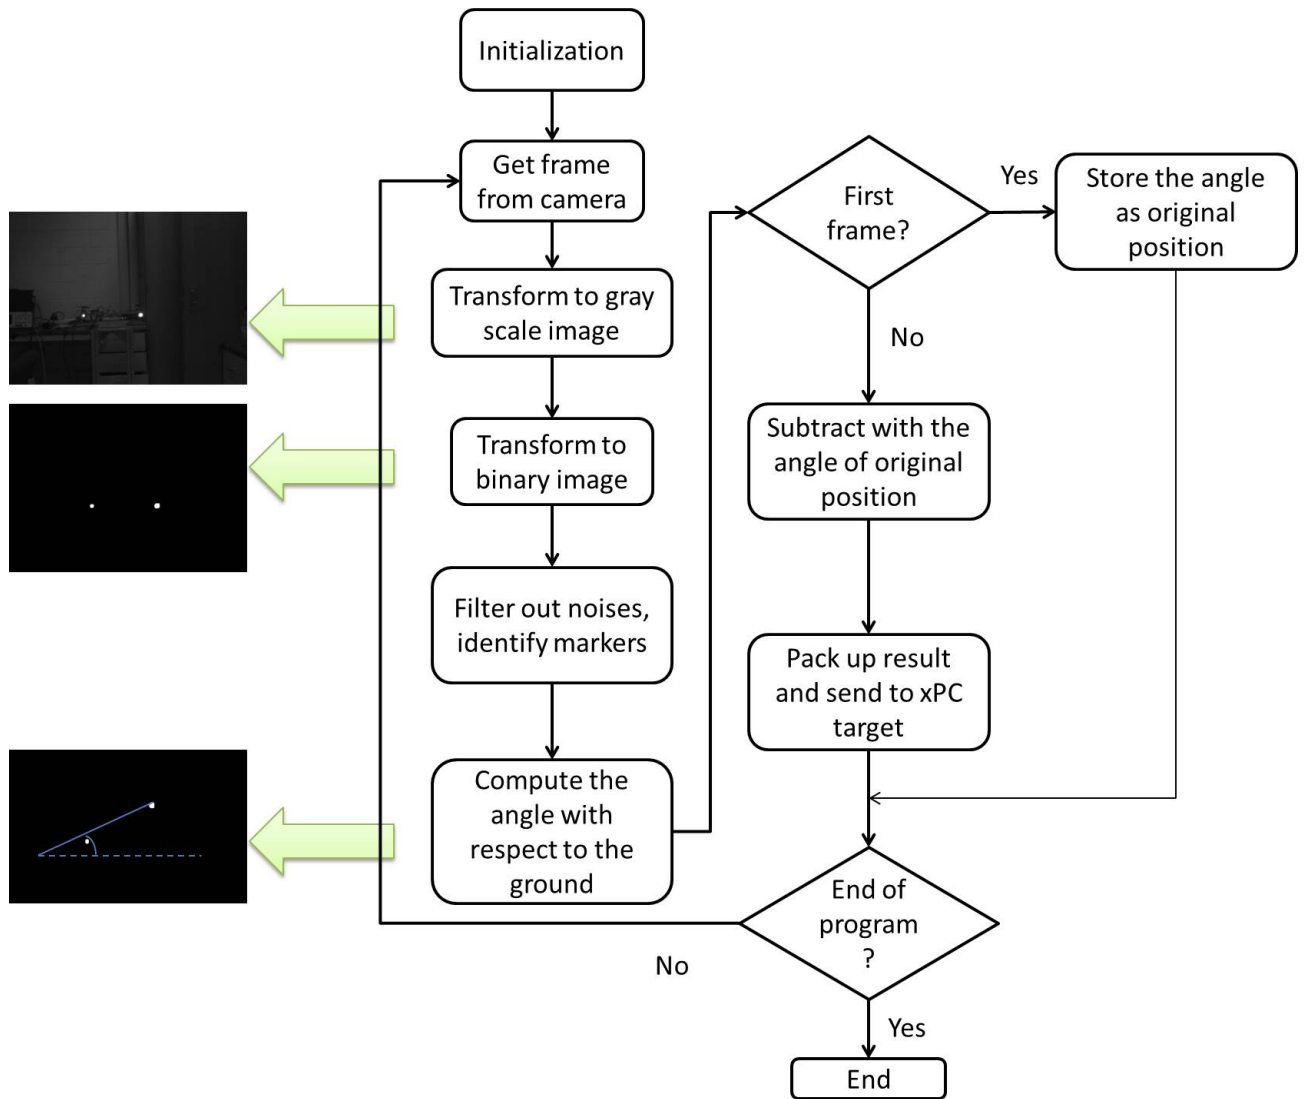 Initialization
Get frame
from camera
Transform to gray
scale image
Transform to
binary image
Filter out noises,
identify markers
Compute the
angle with
respect to the
ground
First
frame?
Yes
Store the angle
as original
position
No
Subtract with the
angle of original
position
Pack up result
and send to xPC
target
End of
program
?
No
Yes
End